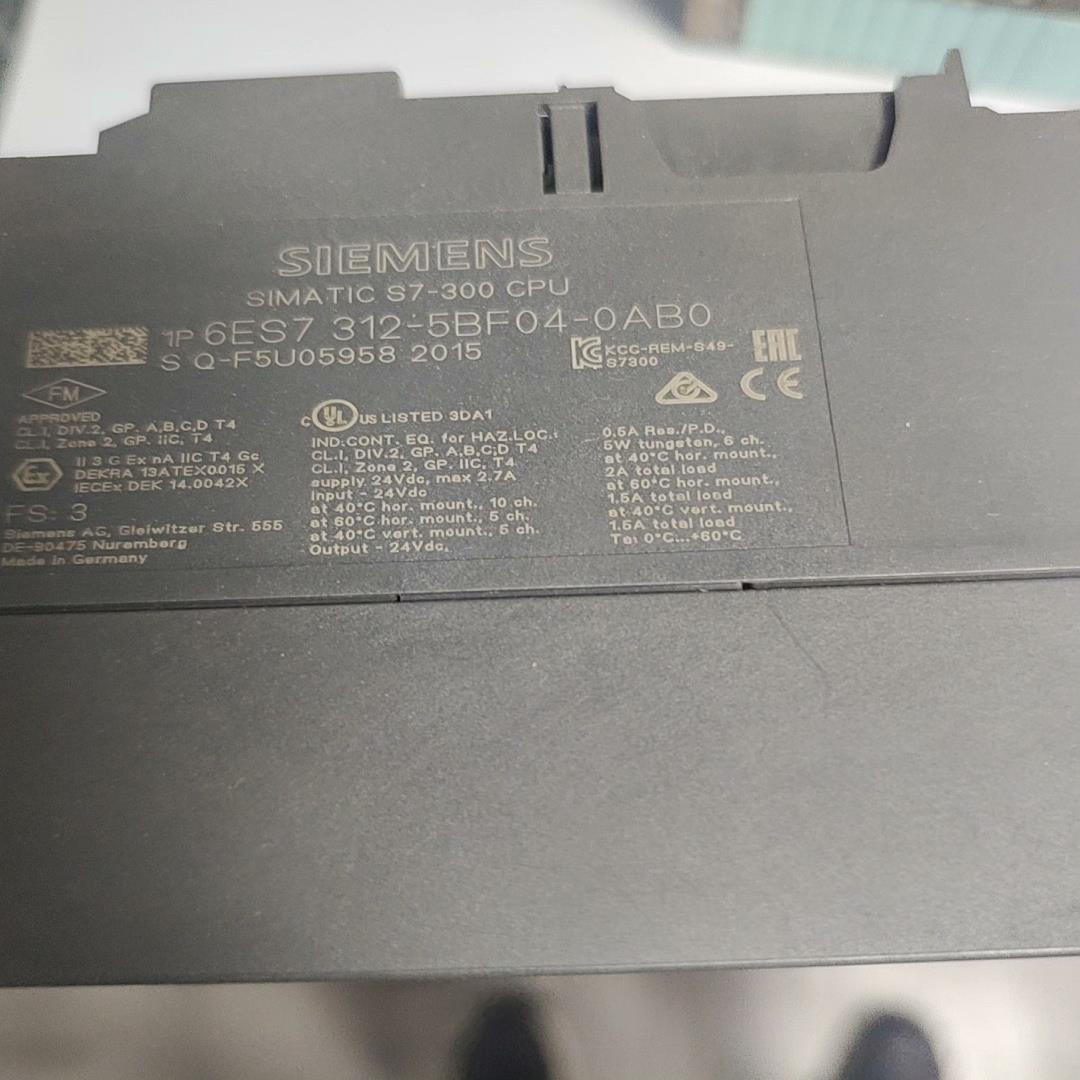 SIEMENS
SIMATIC S7-300 CPU
1P 6ES7 312-5BF04-0AB0
S Q-F5U05958 2015
KCC-REM-S49-
S7300
EAC
CE
FM
APPROVED
CL.I, DIV.2, GP. A,B,C,D T4
CL.I, Zone 2, GP. IIC, T4
Ex
II 3 G Ex nA IIC T4 Gc
DEKRA 13ATEX0015 X
IECEx DEK 14.0042X
FS: 3
Siemens AG, Gleiwitzer Str. 555
DE-90475 Nuremberg
Made in Germany
c UL US LISTED 3DA1
IND.CONT. EQ. for HAZ.LOC.:
CL.I, DIV.2, GP. A,B,C,D T4
CL.I, Zone 2, GP. IIC, T4
supply 24Vdc, max 2.7A
Input - 24Vdc
at 40°C hor. mount., 10 ch.
at 60°C hor. mount., 5 ch.
at 40°C vert. mount., 5 ch.
Output - 24Vdc,
0.5A Res./P.D.,
5W tungsten, 6 ch.
at 40°C hor. mount.,
2A total load
at 60°C hor. mount.,
1.5A total load
at 40°C vert. mount.,
1.5A total load
Ta: 0°C...+60°C